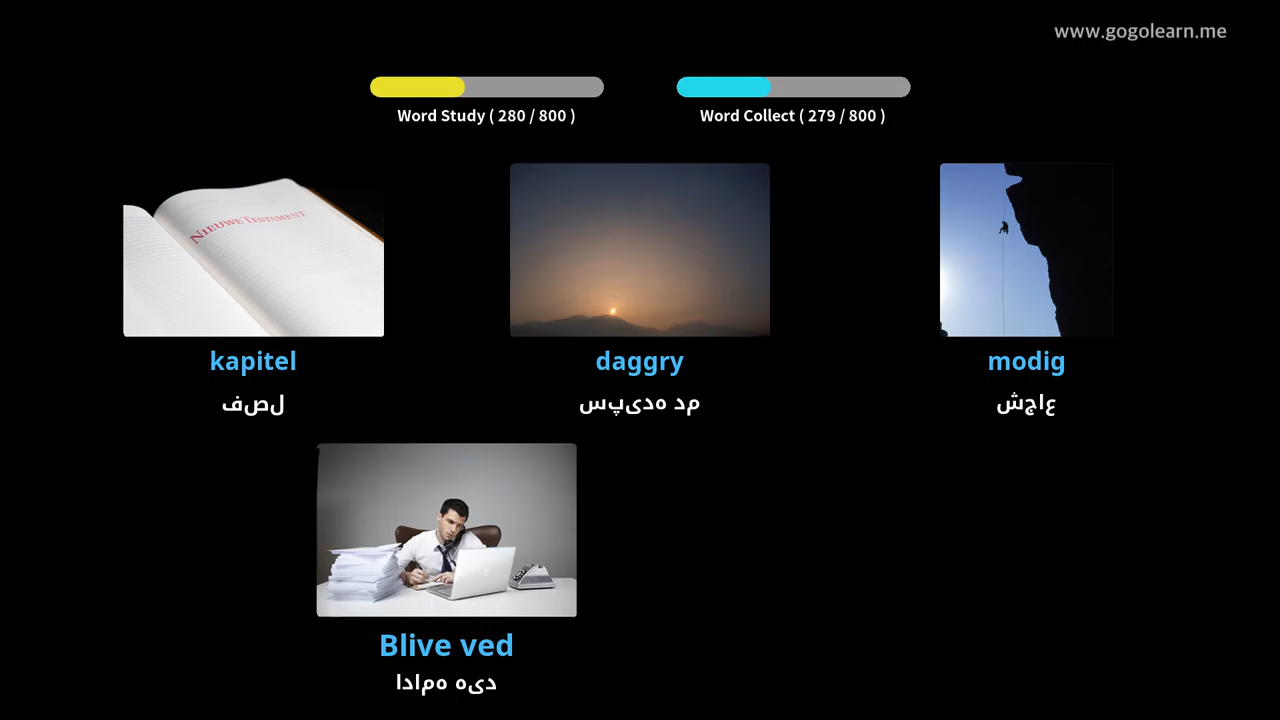 www.gogolearn.me
Word Study ( 280 / 800 )
Word Collect ( 279 / 800 )
NIEUWE TESTAMENT
kapitel
لصف
daggry
مد هدیپس
modig
عاجش
Blive ved
دیه همادا